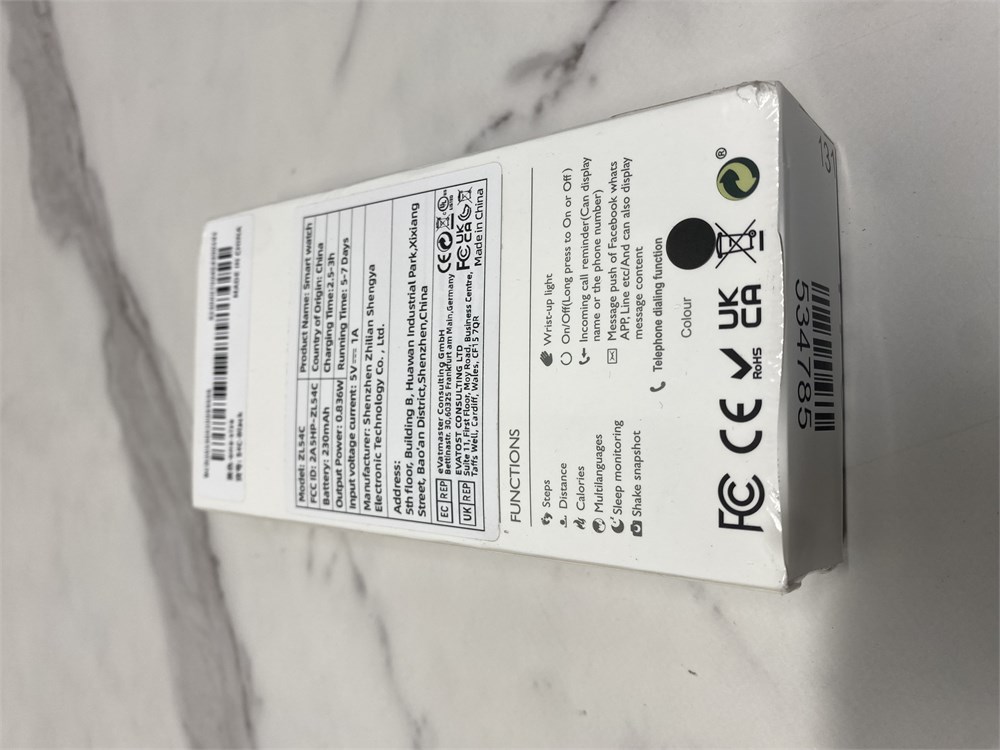 MADE IN CHINA
54C-Black
Model: ZL54C
Product Name: Smart watch
FCC ID: 2A5HP-ZL54C
Country of Origin: China
Battery: 230mAh
Charging Time:2.5-3h
Output Power: 0.836W
Running Time: 5-7 Days
Input voltage current: 5V⎓1A
Manufacturer: Shenzhen Zhilian Shengya
Electronic Technology Co. , Ltd.
Address:
5th floor, Building B, Huawan Industrial Park,Xixiang
Street, Bao'an District,Shenzhen,China
EC REP
eVatmaster Consulting GmbH
Bettinastr. 30,60325 Frankfurt am Main,Germany
UK REP
EVATOST CONSULTING LTD
Suite 11, First Floor, Moy Road, Business Centre,
Taffs Well, Cardiff, Wales, CF15 7QR
CE
FC UK CA
Made in China
FUNCTIONS
Steps
Distance
Calories
Multilanguages
Sleep monitoring
Shake snapshot
Wrist-up light
On/Off(Long press to On or Off)
Incoming call reminder(Can display
name or the phone number)
Message push of Facebook whats
APP, Line etc/And can also display
message content
Telephone dialing function
Colour
FC CE RoHS UK CA ®
534785
131